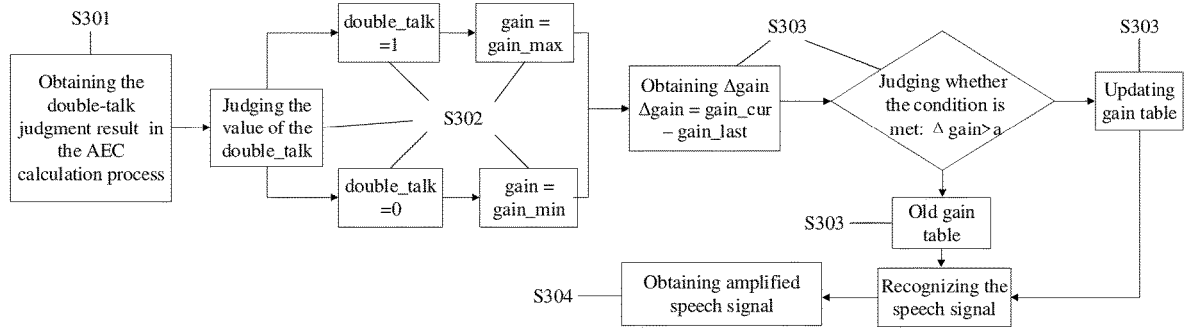 S301
Obtaining the
double-talk
judgment result in
the AEC
calculation process
Judging the
value of the
double_talk
double_talk
=1
gain =
gain_max
S302
double_talk
=0
gain =
gain_min
S303
Obtaining Δgain
Δgain = gain_cur
– gain_last
Judging whether
the condition is
met: Δ gain>a
S303
Updating
gain table
S303
Old gain
table
Recognizing the
speech signal
S304
Obtaining amplified
speech signal